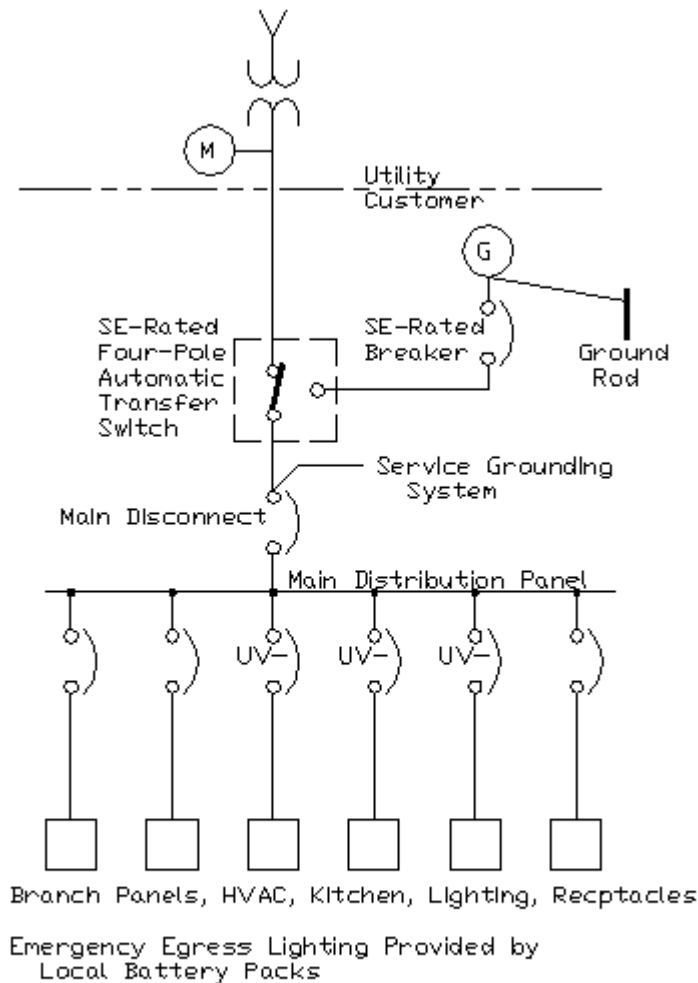 M
Utility
Customer
G
SE-Rated
Four-Pole
Automatic
Transfer
Switch
SE-Rated
Breaker
Ground
Rod
Service Grounding
System
Main Disconnect
Main Distribution Panel
UV-
UV-
UV-
Branch Panels, HVAC, Kitchen, Lighting, Recptacles
Emergency Egress Lighting Provided by
Local Battery Packs